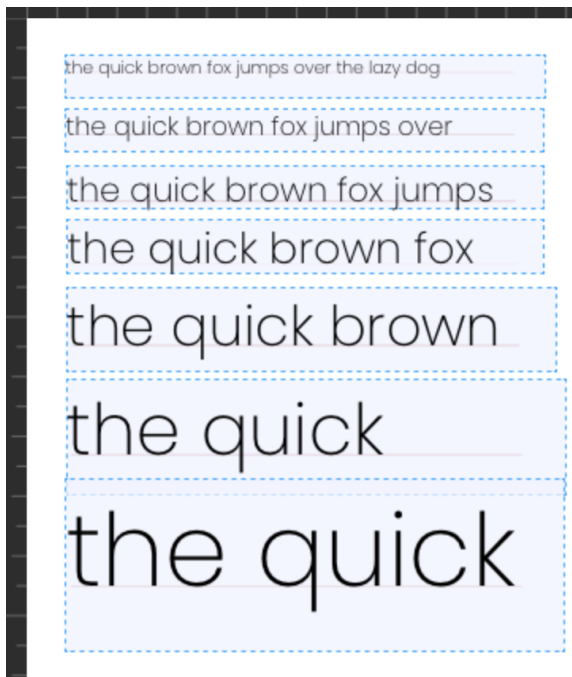 the quick brown fox jumps over the lazy dog
the quick brown fox jumps over
the quick brown fox jumps
the quick brown fox
the quick brown
the quick
the quick